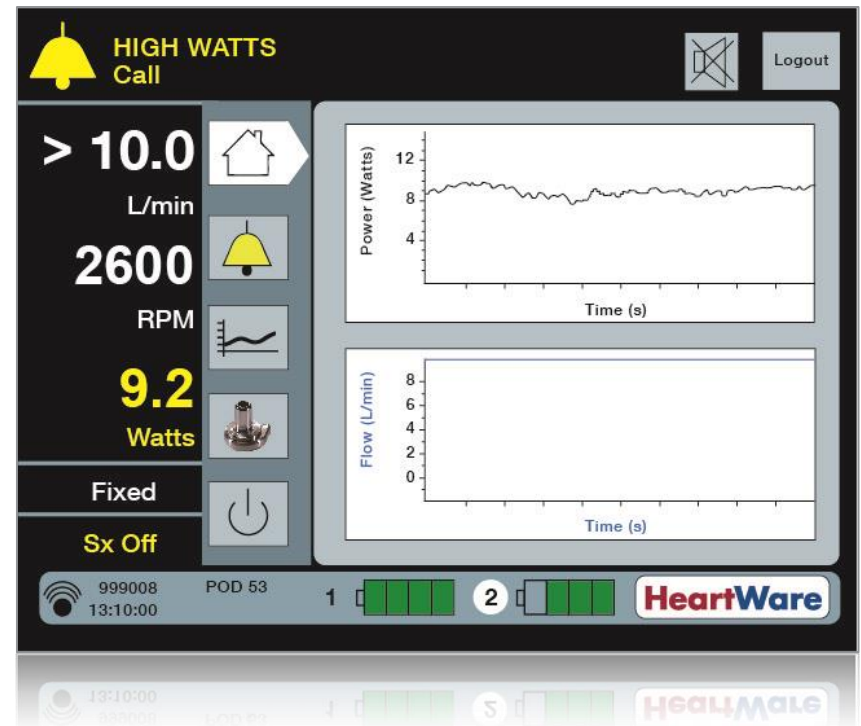 HIGH WATTS
Call
Logout
> 10.0
L/min
2600
RPM
9.2
Watts
Fixed
Sx Off
Power (Watts)
12
8
4
Time (s)
Flow (L/min)
8
6
4
2
0
Time (s)
999008
13:10:00
POD 53
1
2
HeartWare